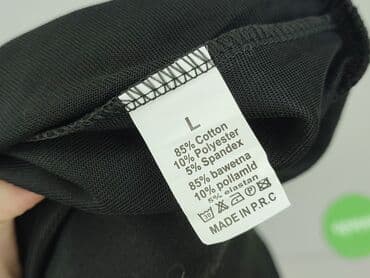 L
85% Cotton
10% Polyester
5% Spandex
85% bawełna
10% poliamid
5% elastan
MADE IN P.R.C